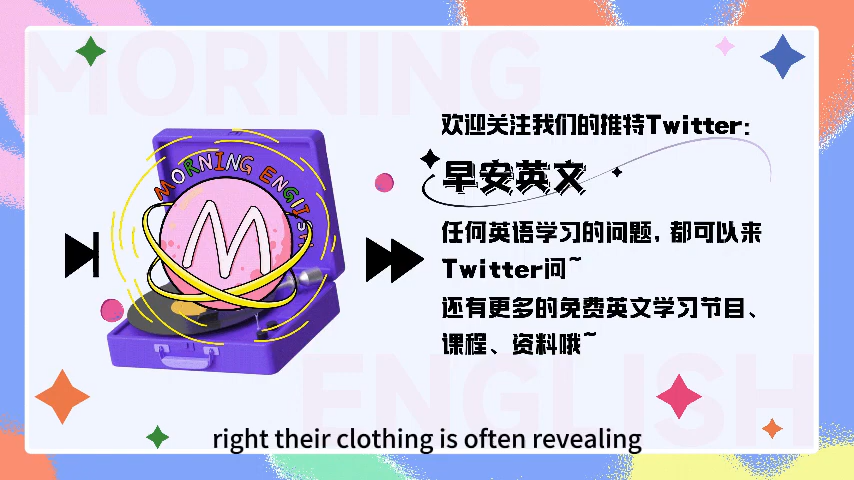 MORNING
欢迎关注我们的推特Twitter:
MORNING ENGLISH
早安英文
M
任何英语学习的问题，都可以来
Twitter问~
还有更多的免费英文学习节目、
课程、资料哦~
ENGLISH
right their clothing is often revealing